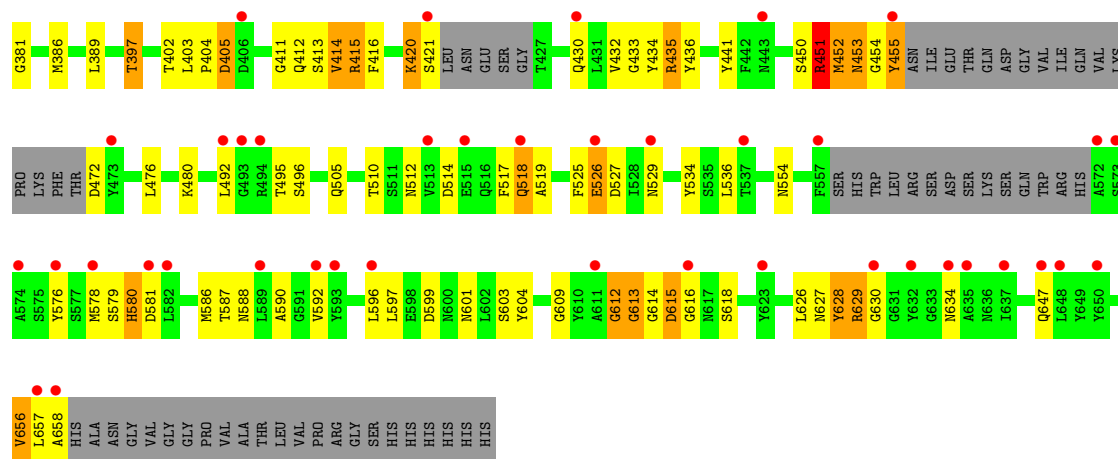 G381 M386 L389 T397 T402 L403 P404 D405 D406 G411 Q412 S413 V414 R415 F416 K420 S421 LEU ASN GLU SER GLY T427 Q430 L431 V432 G433 Y434 R435 Y436 Y441 F442 N443 S450 R451 M452 N453 G454 Y455 ASN ILE GLU THR GLN ASP GLY VAL ILE GLN VAL LYS
PRO LYS PHE THR D472 Y473 L476 K480 L492 G493 R494 T495 S496 Q505 T510 S511 N512 V513 D514 E515 Q516 F517 Q518 A519 F525 E526 D527 I528 N529 Y534 S535 L536 T537 N554 F557 SER HIS TRP LEU ARG SER ASP SER LYS SER GLN TRP ARG HIS A572 S573
A574 S575 Y576 S577 M578 S579 H580 D581 L582 M586 T587 N588 L589 A590 G591 V592 Y593 L596 L597 E598 D599 N600 N601 L602 S603 Y604 G609 Y610 A611 G612 G613 G614 D615 G616 N617 S618 Y623 L626 N627 Y628 R629 G630 G631 Y632 G633 N634 A635 N636 I637 Q647 L648 Y649 Y650
V656 L657 A658 HIS ALA ASN GLY VAL GLY GLY PRO VAL ALA THR LEU VAL PRO ARG GLY SER HIS HIS HIS HIS HIS HIS